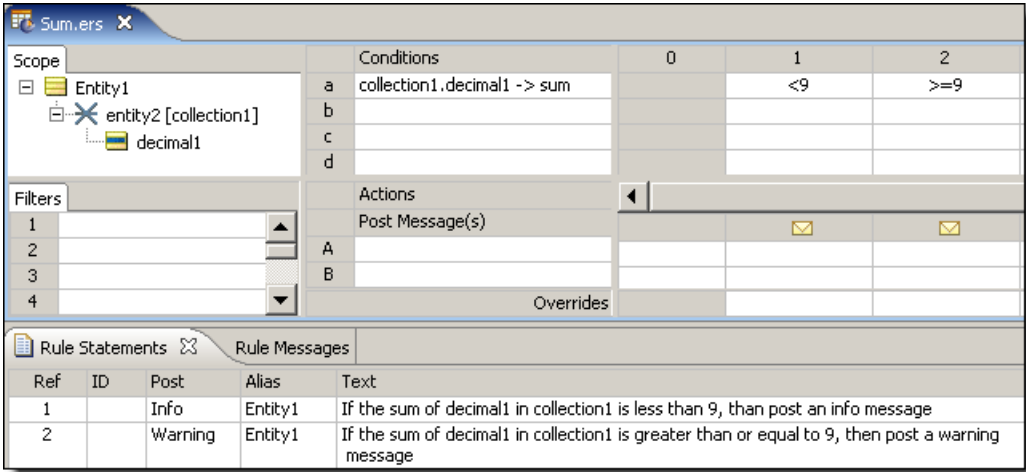 Sum.ers
Scope
Entity1
entity2 [collection1]
decimal1
Conditions 0 1 2
a collection1.decimal1 -> sum <9 >=9
b
c
d
Filters
1
2
3
4
Actions
Post Message(s)
A
B
Overrides
Rule Statements Rule Messages
Ref ID Post Alias Text
1 Info Entity1 If the sum of decimal1 in collection1 is less than 9, than post an info message
2 Warning Entity1 If the sum of decimal1 in collection1 is greater than or equal to 9, then post a warning
message